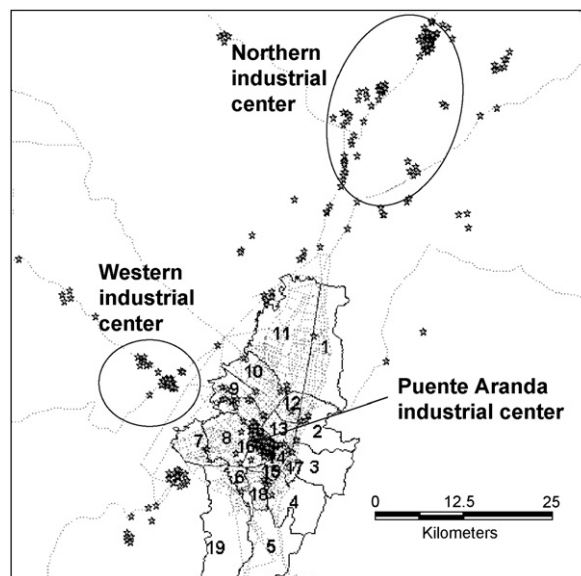 Northern
industrial
center
Western
industrial
center
11
1
10
9
12
Puente Aranda
industrial center
13
2
7
8
16
14
17
3
15
6
18
4
19
5
0 12.5 25
Kilometers